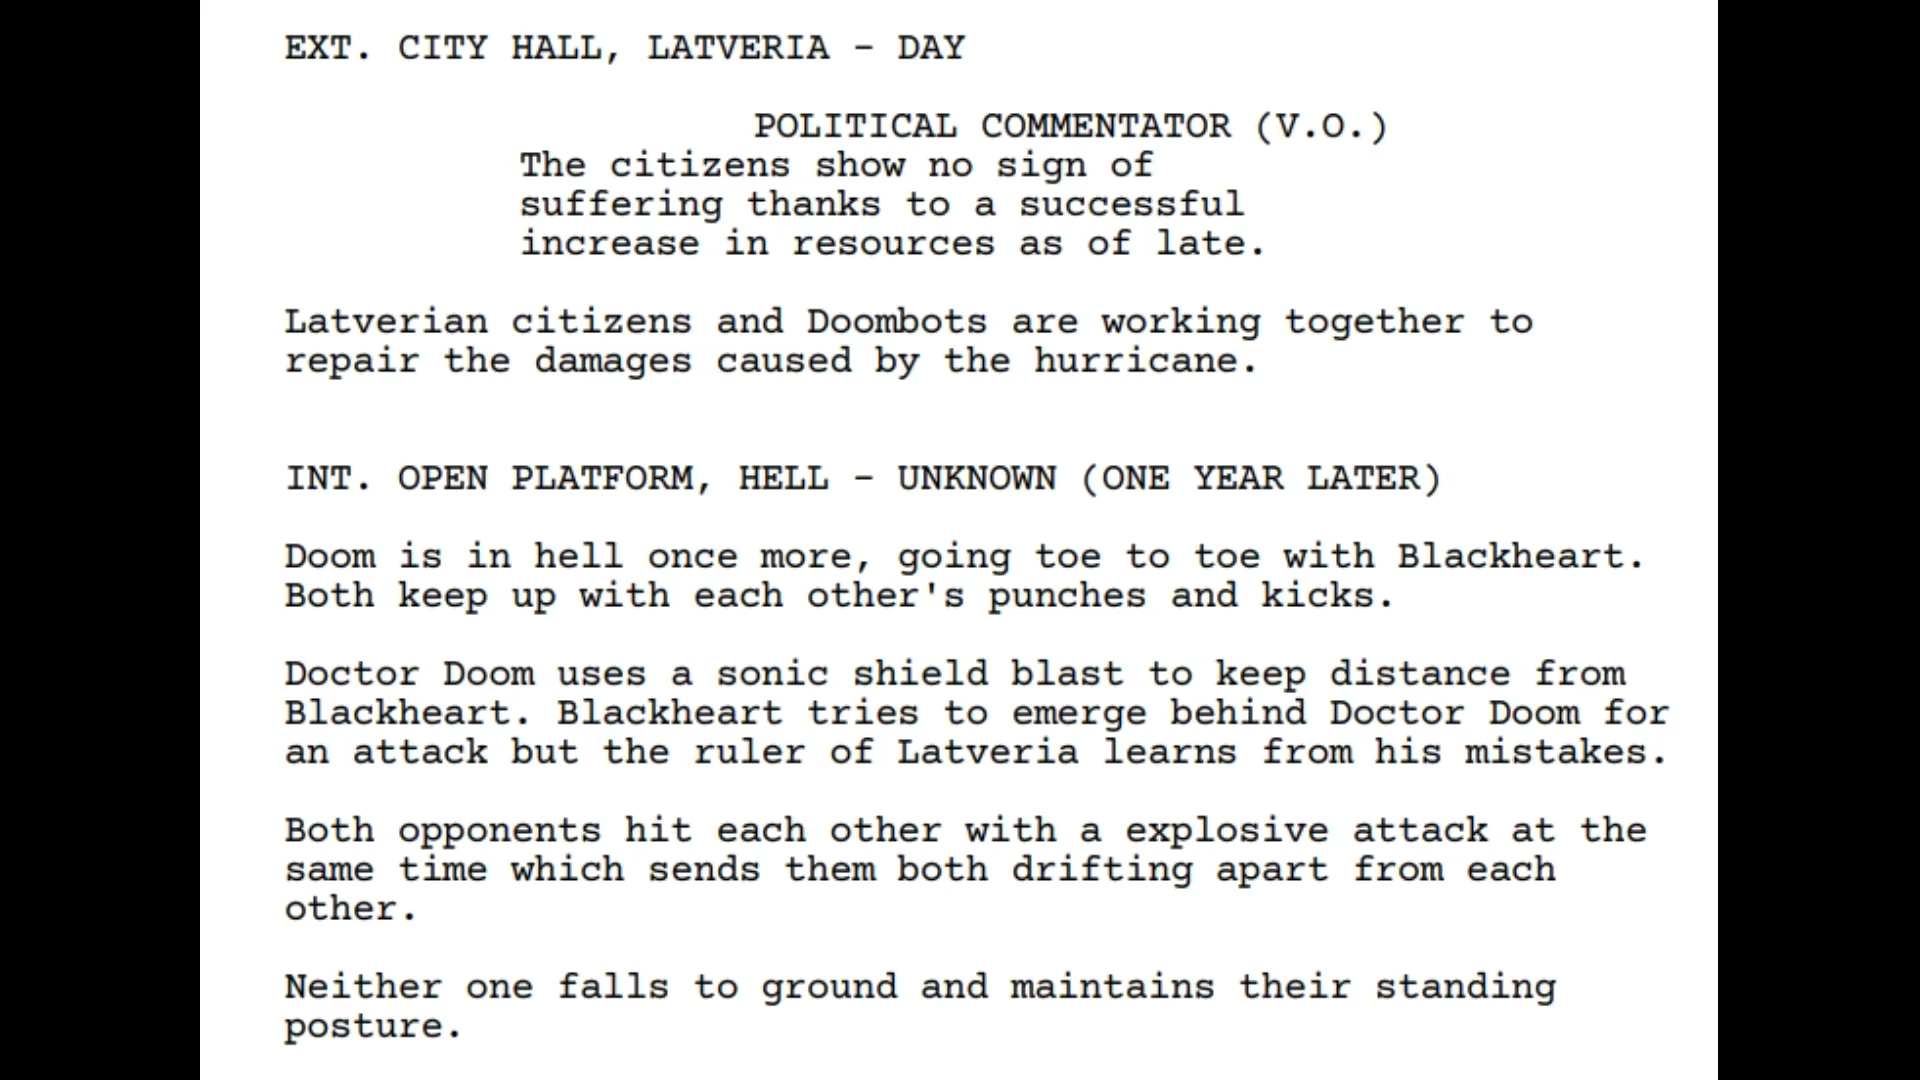 EXT. CITY HALL, LATVERIA - DAY
POLITICAL COMMENTATOR (V.O.)
The citizens show no sign of
suffering thanks to a successful
increase in resources as of late.
Latverian citizens and Doombots are working together to
repair the damages caused by the hurricane.
INT. OPEN PLATFORM, HELL - UNKNOWN (ONE YEAR LATER)
Doom is in hell once more, going toe to toe with Blackheart.
Both keep up with each other's punches and kicks.
Doctor Doom uses a sonic shield blast to keep distance from
Blackheart. Blackheart tries to emerge behind Doctor Doom for
an attack but the ruler of Latveria learns from his mistakes.
Both opponents hit each other with a explosive attack at the
same time which sends them both drifting apart from each
other.
Neither one falls to ground and maintains their standing
posture.